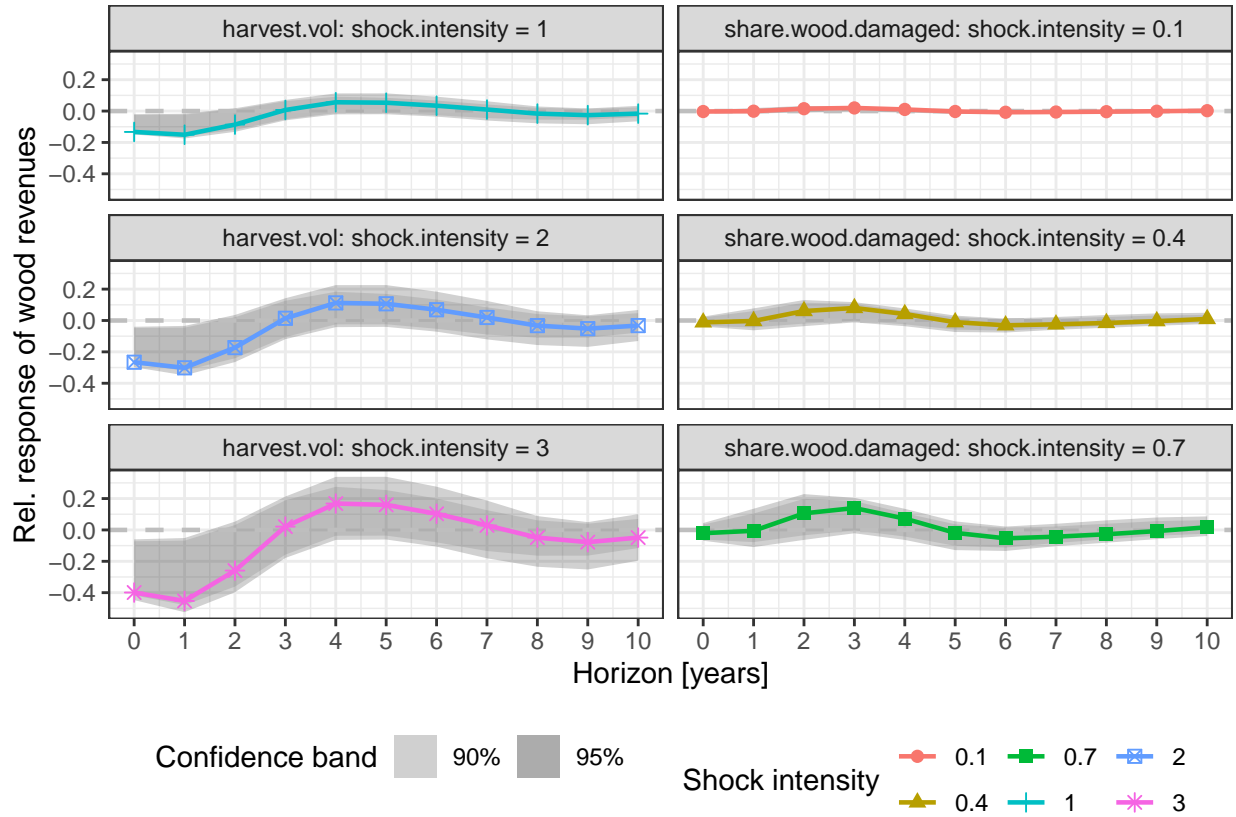 harvest.vol: shock.intensity = 1
share.wood.damaged: shock.intensity = 0.1
0.2
0.0
−0.2
−0.4
harvest.vol: shock.intensity = 2
share.wood.damaged: shock.intensity = 0.4
0.2
0.0
−0.2
−0.4
harvest.vol: shock.intensity = 3
share.wood.damaged: shock.intensity = 0.7
0.2
0.0
−0.2
−0.4
Rel. response of wood revenues
0 1 2 3 4 5 6 7 8 9 10
0 1 2 3 4 5 6 7 8 9 10
Horizon [years]
Confidence band 90% 95%
Shock intensity
0.1 0.7 2
0.4 1 3